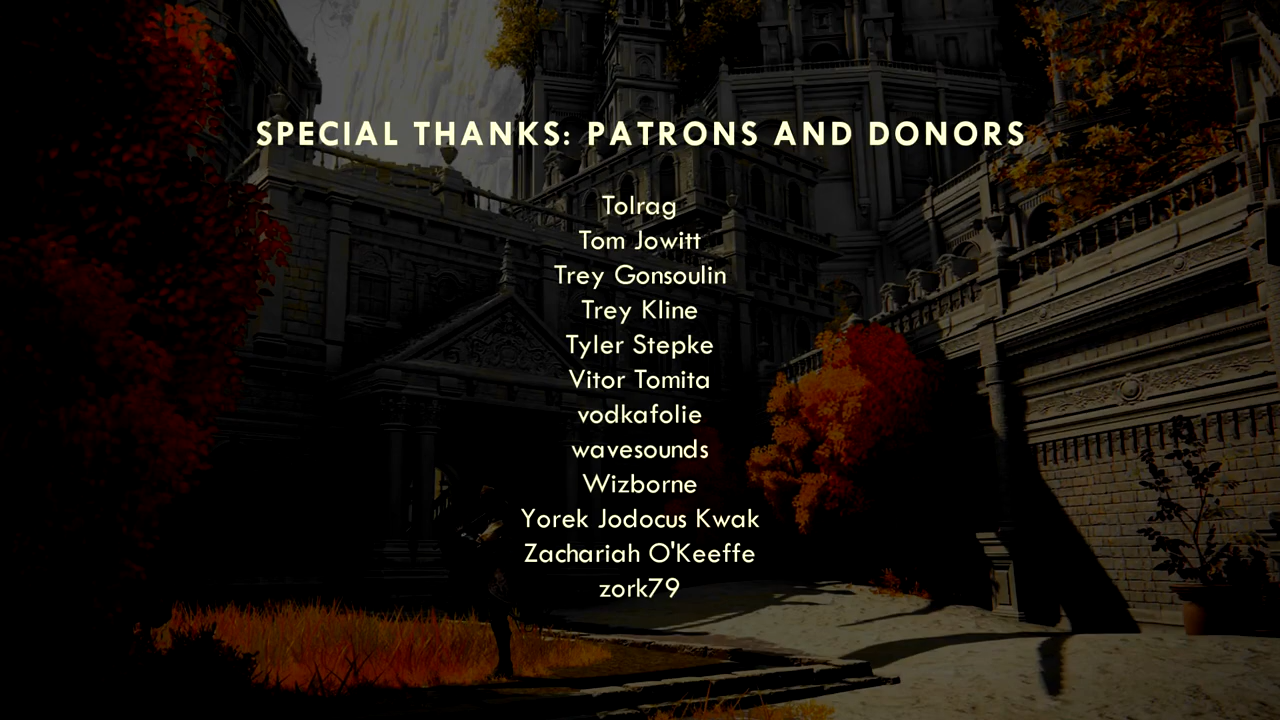 SPECIAL THANKS: PATRONS AND DONORS
Tolrag
Tom Jowitt
Trey Gonsoulin
Trey Kline
Tyler Stepke
Vitor Tomita
vodkafolie
wavesounds
Wizborne
Yorek Jodocus Kwak
Zachariah O'Keeffe
zork79